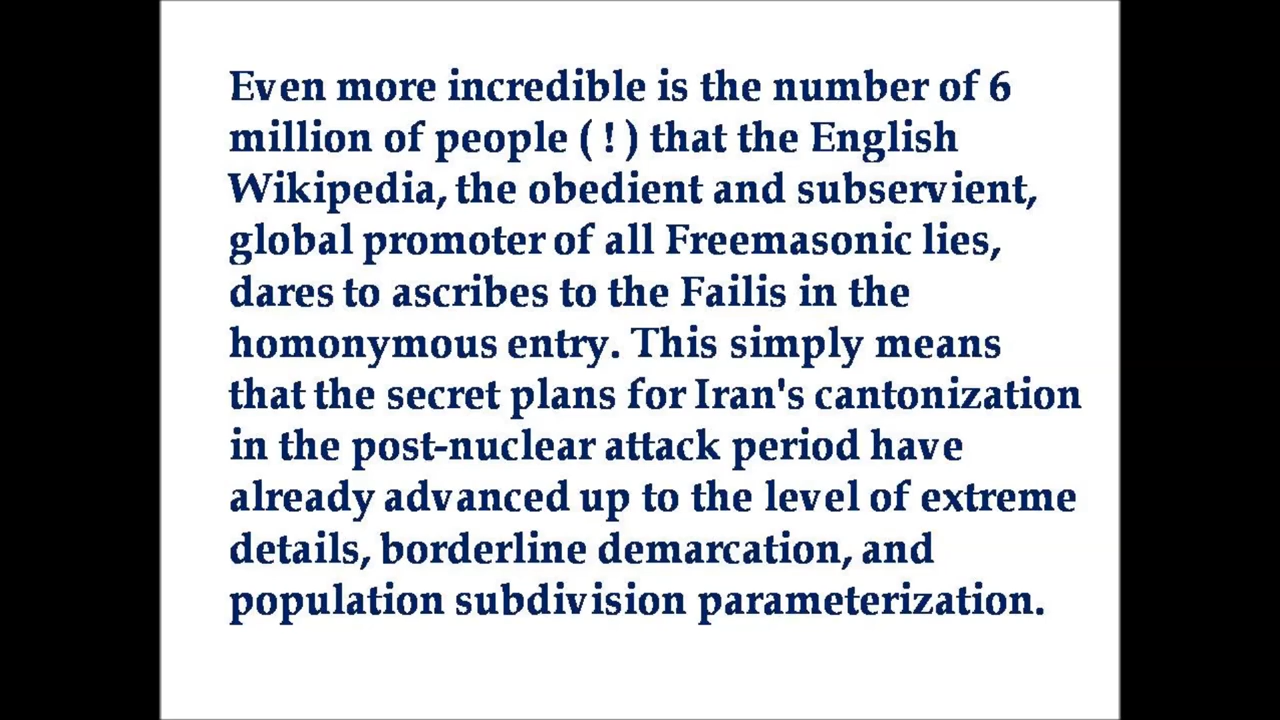 Even more incredible is the number of 6
million of people ( ! ) that the English
Wikipedia, the obedient and subservient,
global promoter of all Freemasonic lies,
dares to ascribes to the Failis in the
homonymous entry. This simply means
that the secret plans for Iran's cantonization
in the post-nuclear attack period have
already advanced up to the level of extreme
details, borderline demarcation, and
population subdivision parameterization.